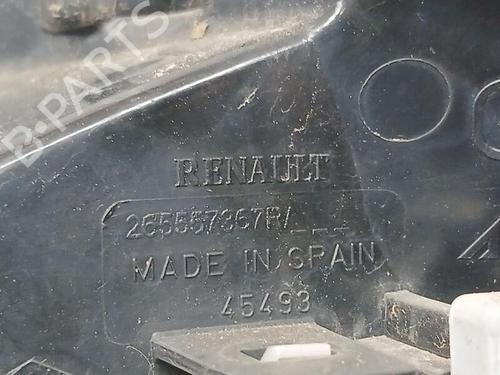 B-PARTS
RENAULT
265557367R/_ _ _
MADE IN SPAIN
45493